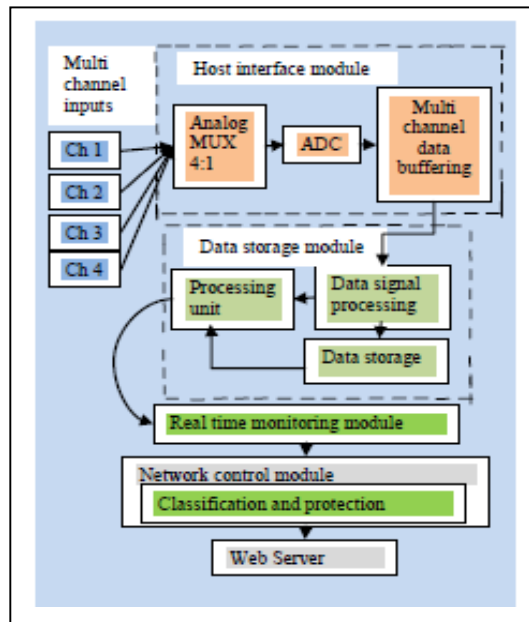 Multi
channel
inputs
Host interface module
Ch 1
Ch 2
Ch 3
Ch 4
Analog
MUX
4:1
ADC
Multi
channel
data
buffering
Data storage module
Processing
unit
Data signal
processing
Data storage
Real time monitoring module
Network control module
Classification and protection
Web Server